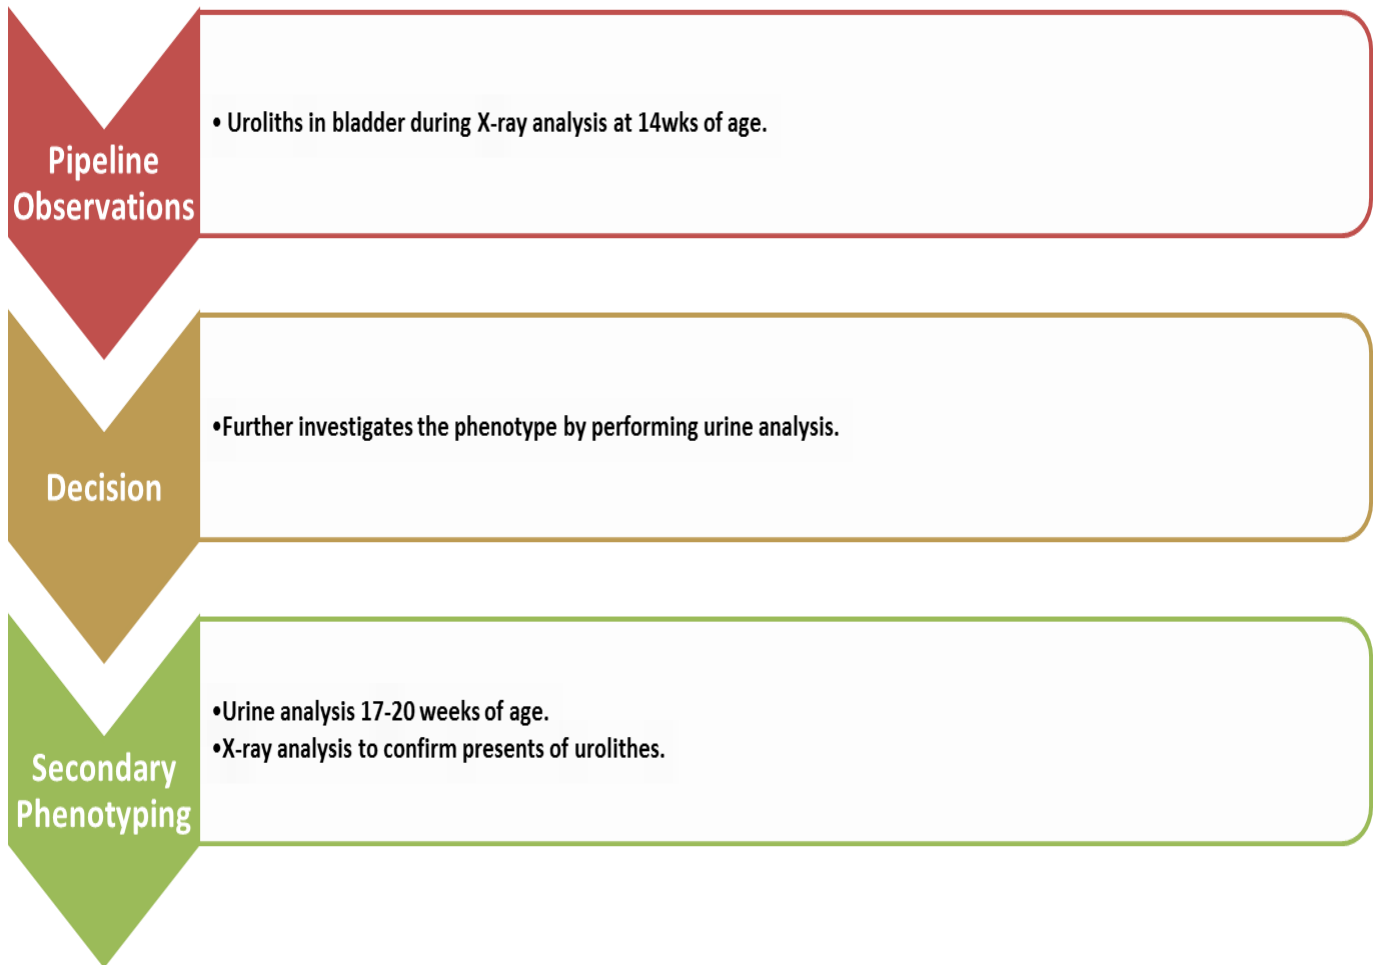 Pipeline
Observations
• Uroliths in bladder during X-ray analysis at 14wks of age.
Decision
•Further investigates the phenotype by performing urine analysis.
Secondary
Phenotyping
•Urine analysis 17-20 weeks of age.
•X-ray analysis to confirm presents of urolithes.